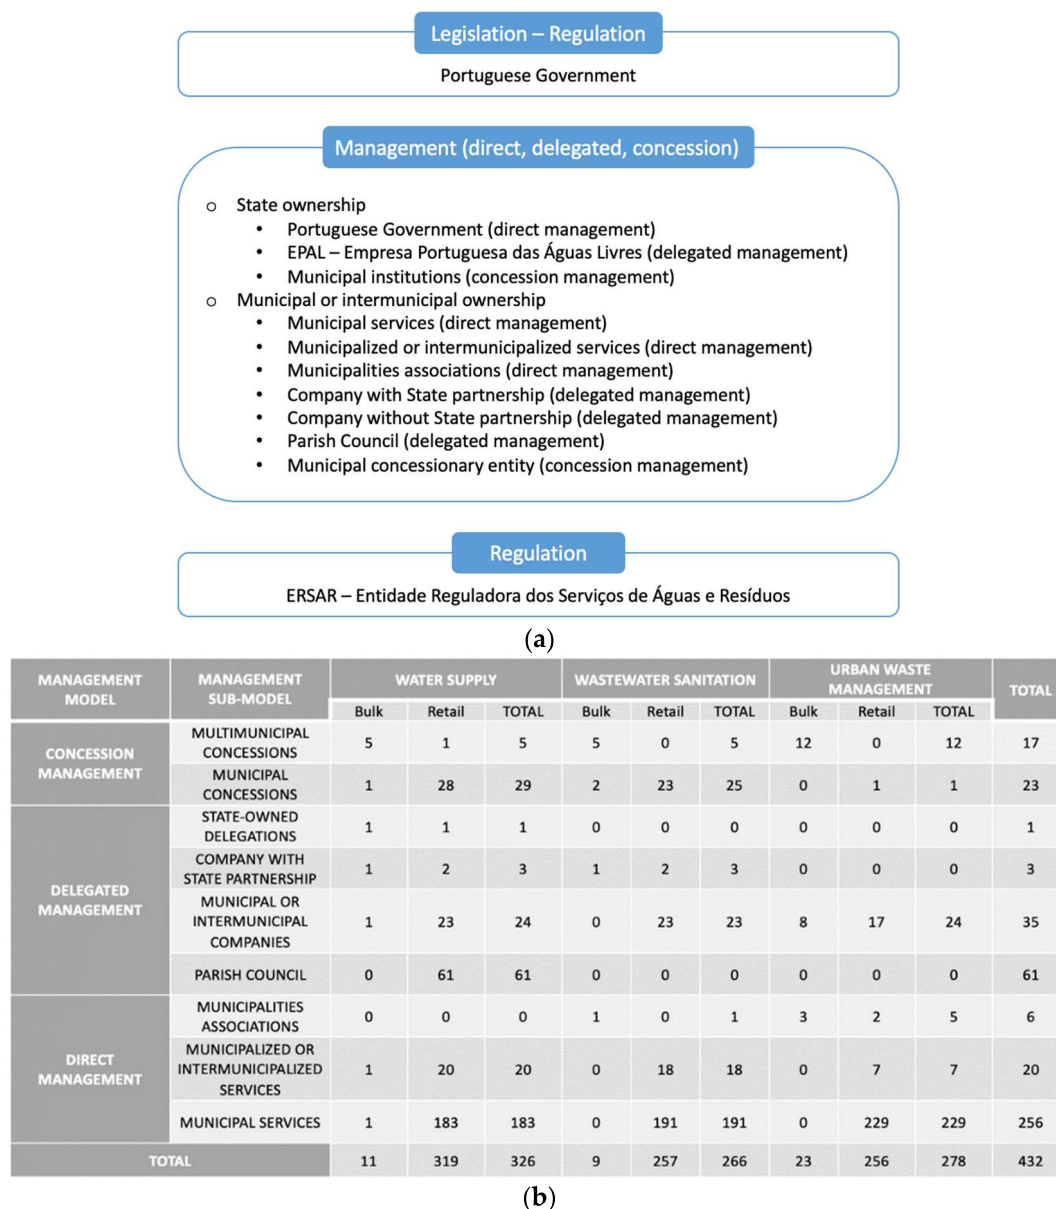 Legislation – Regulation
Portuguese Government
Management (direct, delegated, concession)
o State ownership
• Portuguese Government (direct management)
• EPAL – Empresa Portuguesa das Águas Livres (delegated management)
• Municipal institutions (concession management)
o Municipal or intermunicipal ownership
• Municipal services (direct management)
• Municipalized or intermunicipalized services (direct management)
• Municipalities associations (direct management)
• Company with State partnership (delegated management)
• Company without State partnership (delegated management)
• Parish Council (delegated management)
• Municipal concessionary entity (concession management)
Regulation
ERSAR – Entidade Reguladora dos Serviços de Águas e Resíduos
(a)
MANAGEMENT MODEL MANAGEMENT SUB-MODEL WATER SUPPLY WASTEWATER SANITATION URBAN WASTE MANAGEMENT TOTAL
Bulk Retail TOTAL Bulk Retail TOTAL Bulk Retail TOTAL
CONCESSION MANAGEMENT MULTIMUNICIPAL CONCESSIONS 5 1 5 5 0 5 12 0 12 17
MUNICIPAL CONCESSIONS 1 28 29 2 23 25 0 1 1 23
DELEGATED MANAGEMENT STATE-OWNED DELEGATIONS 1 1 1 0 0 0 0 0 0 1
COMPANY WITH STATE PARTNERSHIP 1 2 3 1 2 3 0 0 0 3
MUNICIPAL OR INTERMUNICIPAL COMPANIES 1 23 24 0 23 23 8 17 24 35
PARISH COUNCIL 0 61 61 0 0 0 0 0 0 61
DIRECT MANAGEMENT MUNICIPALITIES ASSOCIATIONS 0 0 0 1 0 1 3 2 5 6
MUNICIPALIZED OR INTERMUNICIPALIZED SERVICES 1 20 20 0 18 18 0 7 7 20
MUNICIPAL SERVICES 1 183 183 0 191 191 0 229 229 256
TOTAL 11 319 326 9 257 266 23 256 278 432
(b)